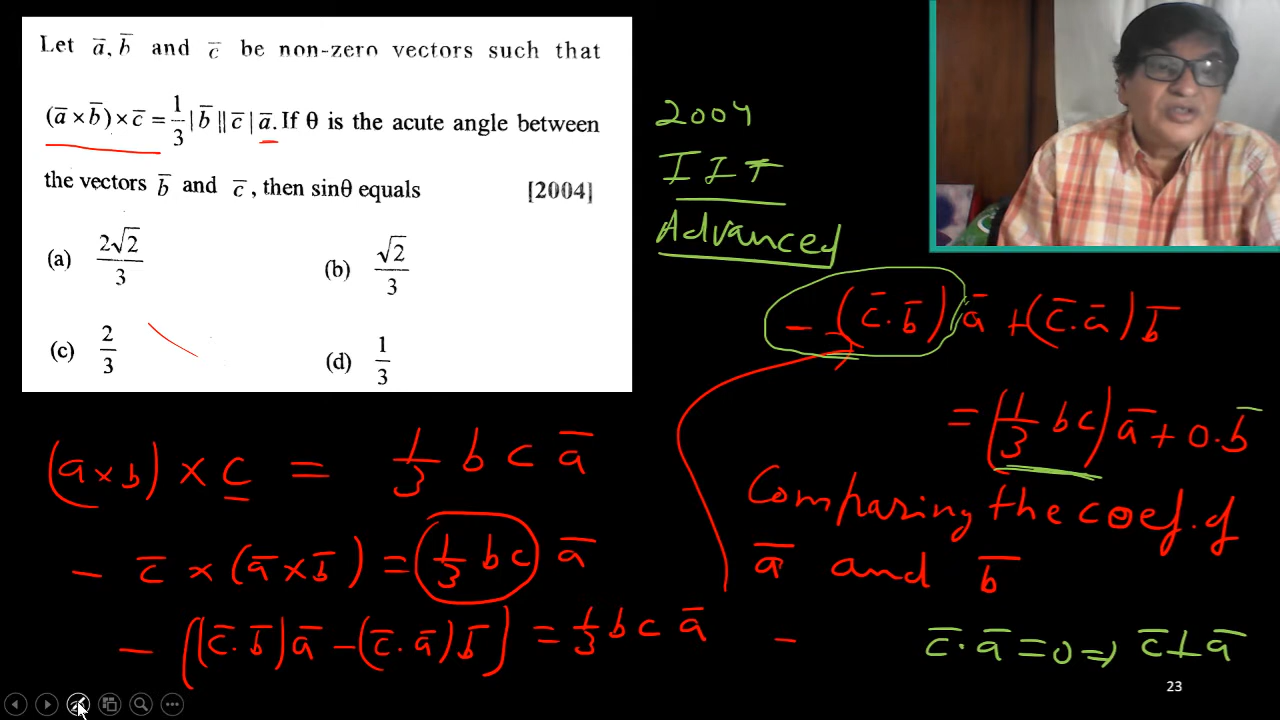 Let a̅, b̅ and c̅ be non-zero vectors such that
(a̅ × b̅) × c̅ = 1/3 | b̅ || c̅ | a̅. If θ is the acute angle between
the vectors b̅ and c̅, then sinθ equals [2004]
(a) 2√2/3 (b) √2/3
(c) 2/3 (d) 1/3
2004
IIT
Advanced
(a × b) × c = 1/3 b c a̅
- c̅ × (a̅ × b̅) = (1/3 bc) a̅
- ((c̅.b̅)a̅ - (c̅.a̅)b̅) = 1/3 b c a̅
- (c̅.b̅)a̅ + (c̅.a̅)b̅
= (1/3 bc) a̅ + 0.b̅
Comparing the coef. of
a̅ and b̅
-
c̅.a̅ = 0 ⇒ c̅ ⊥ a̅
23